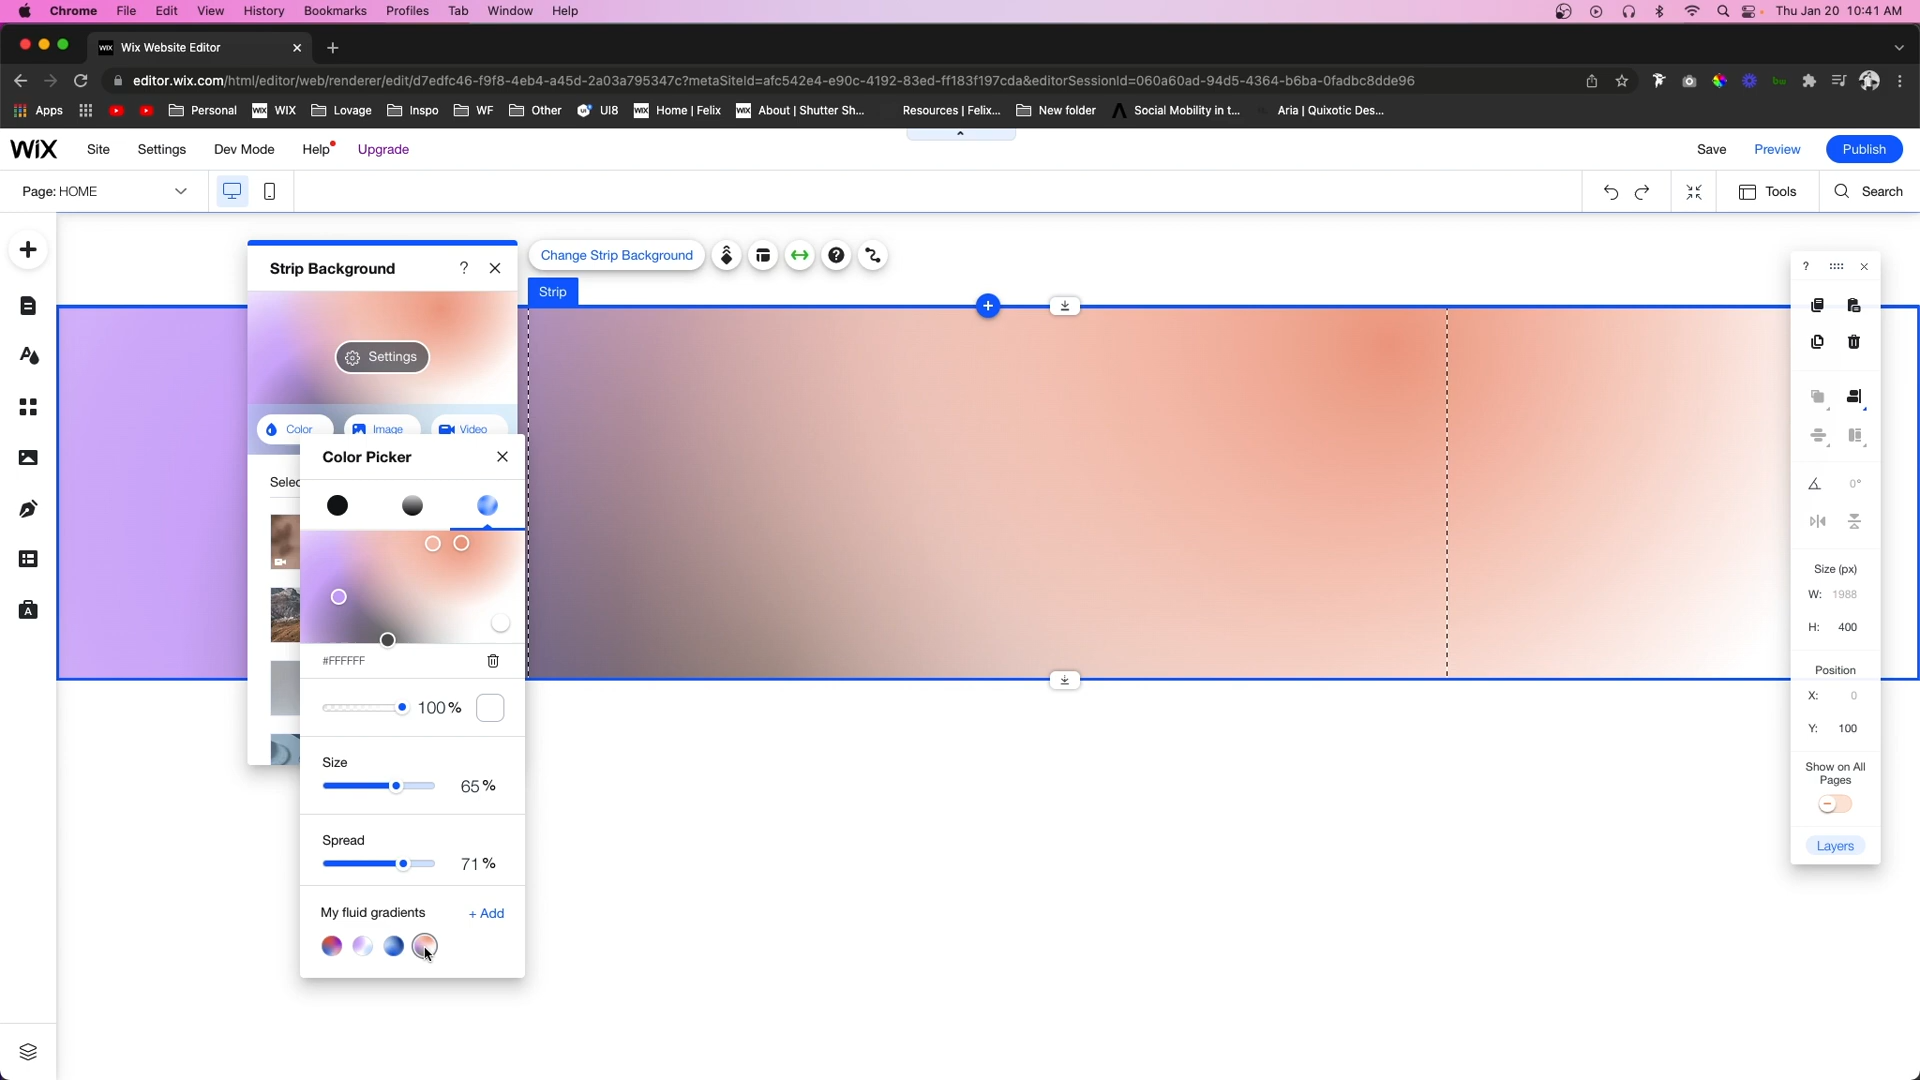 Chrome File Edit View History Bookmarks Profiles Tab Window Help Thu Jan 20 10:41 AM
WIX Wix Website Editor
editor.wix.com/html/editor/web/renderer/edit/d7edfc46-f9f8-4eb4-a45d-2a03a795347c?metaSiteId=afc542e4-e90c-4192-83ed-ff183f197cda&editorSessionId=060a60ad-94d5-4364-b6ba-0fadbc8dde96
Apps Personal WIX WIX Lovage Inspo WF Other UI8 WIX Home | Felix WIX About | Shutter Sh... Resources | Felix... New folder Social Mobility in t... Aria | Quixotic Des...
WIX Site Settings Dev Mode Help Upgrade Save Preview Publish
Page: HOME Tools Search
Strip Background ?
Change Strip Background ?
Strip
Settings
Color Image Video
Color Picker
Selec
#FFFFFF
100%
Size
65%
Spread
71%
My fluid gradients + Add
?
0°
Size (px)
W: 1988
H: 400
Position
X: 0
Y: 100
Show on All
Pages
Layers